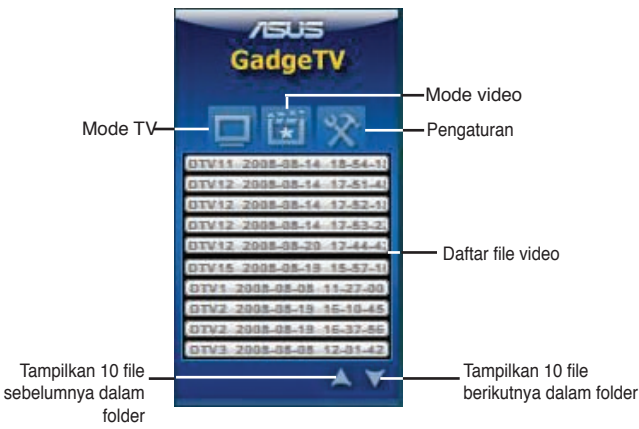 ASUS
GadgeTV
Mode video
Mode TV
Pengaturan
DTV11 2008-08-14 18-54-1
DTV12 2008-08-14 17-51-4
DTV12 2008-08-14 17-52-1
DTV12 2008-08-14 17-53-2
DTV12 2008-08-20 17-44-4
Daftar file video
DTV15 2008-08-19 15-57-1
DTV1 2008-08-08 11-27-00
DTV2 2008-08-19 16-10-45
DTV2 2008-08-19 16-37-56
DTV3 2008-08-08 12-01-42
Tampilkan 10 file
sebelumnya dalam
folder
Tampilkan 10 file
berikutnya dalam folder